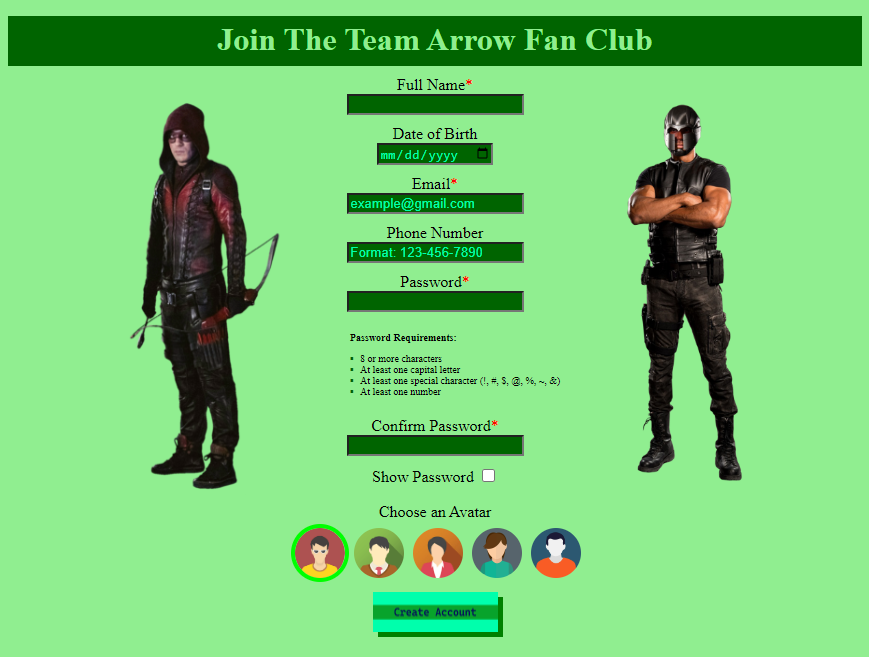 Join The Team Arrow Fan Club
Full Name*
Date of Birth
mm/dd/yyyy
Email*
example@gmail.com
Phone Number
Format: 123-456-7890
Password*
Password Requirements:
▪ 8 or more characters
▪ At least one capital letter
▪ At least one special character (!, #, $, @, %, ~, &)
▪ At least one number
Confirm Password*
Show Password
Choose an Avatar
Create Account